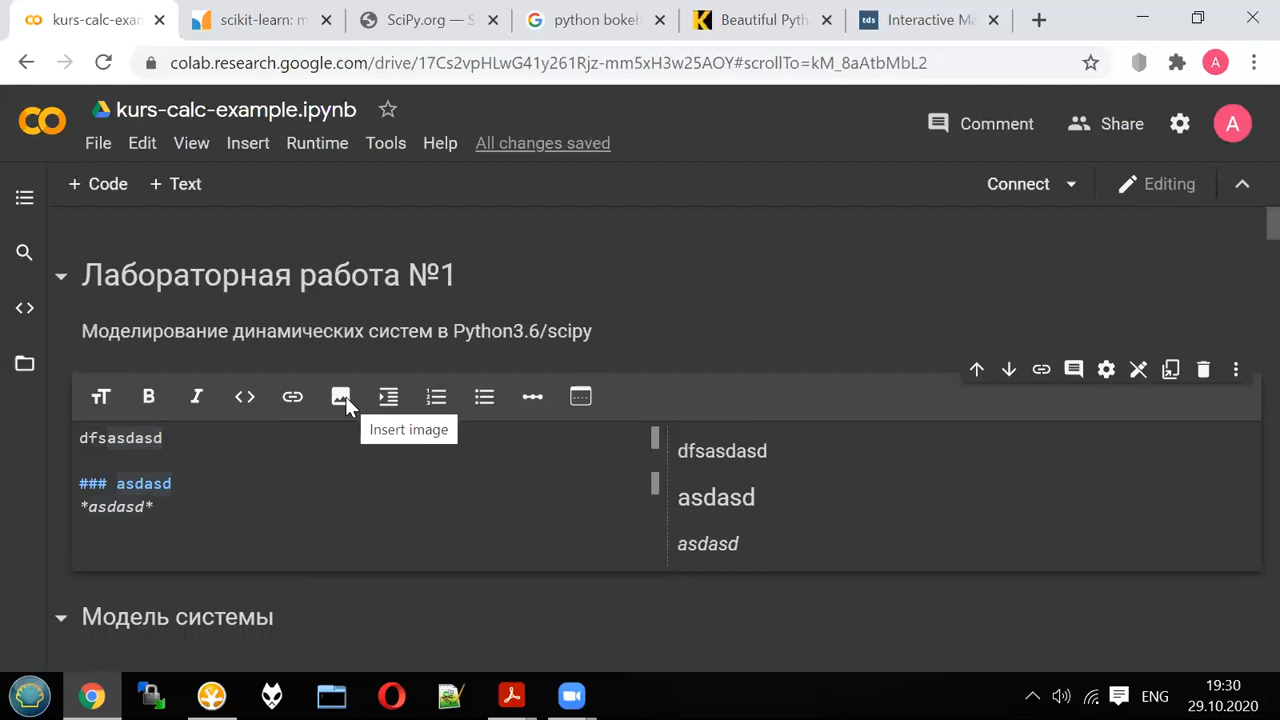 kurs-calc-exam
scikit-learn: m
SciPy.org — S
python bokeh
Beautiful Pyth
tds
Interactive Ma
colab.research.google.com/drive/17Cs2vpHLwG41y261Rjz-mm5xH3w25AOY#scrollTo=kM_8aAtbMbL2
A
kurs-calc-example.ipynb
Comment
Share
A
File Edit View Insert Runtime Tools Help All changes saved
+ Code + Text
Connect
Editing
Лабораторная работа №1
Моделирование динамических систем в Python3.6/scipy
Insert image
dfsasdasd
### asdasd
*asdasd*
dfsasdasd
asdasd
asdasd
Модель системы
ENG
19:30
29.10.2020